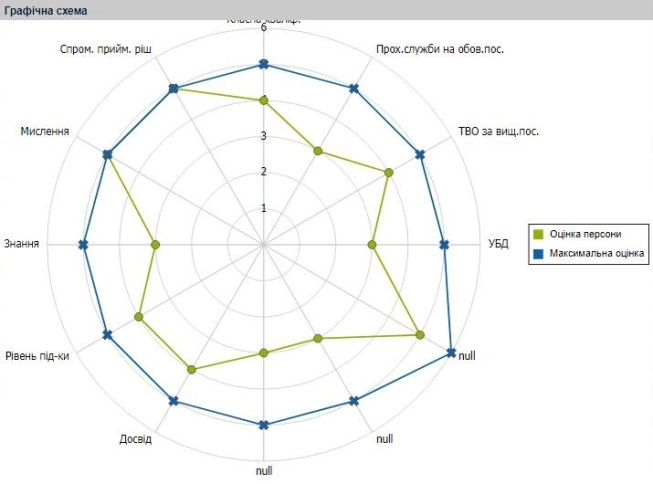 Графічна схема
6
Спром. прийм. ріш
Прох.служби на обов.пос.
Мислення
3
ТВО за вищ.пос.
2
1
Знання
УБД
Оцінка персони
Максимальна оцінка
Рівень під-ки
null
Досвід
null
null